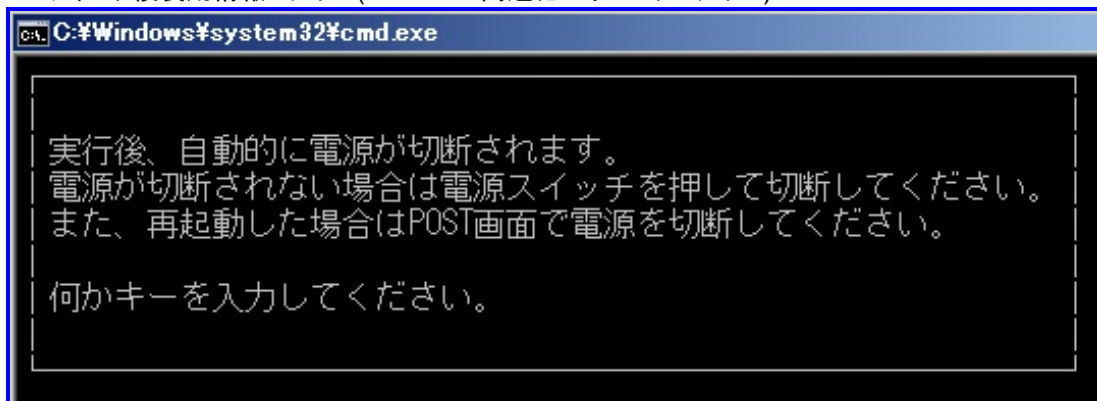 C:¥Windows¥system32¥cmd.exe
実行後、自動的に電源が切断されます。
電源が切断されない場合は電源スイッチを押して切断してください。
また、再起動した場合はPOST画面で電源を切断してください。
何かキーを入力してください。